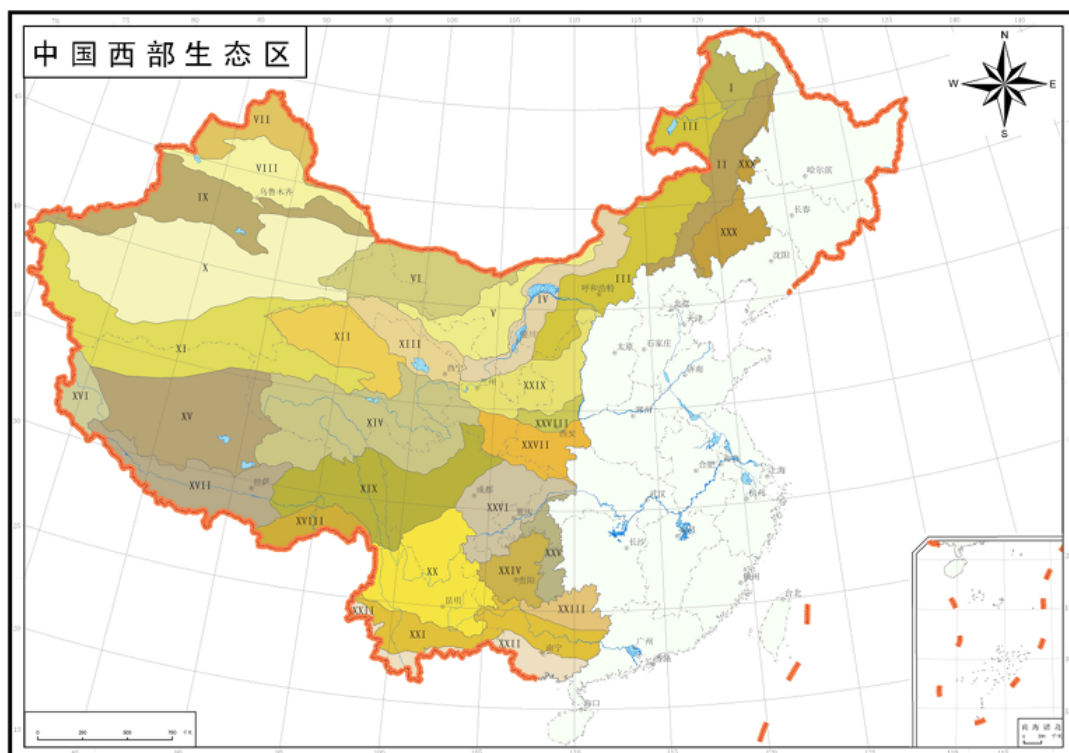 中国西部生态区
N
W
E
S
I
II
III
XXX
XXX
哈尔滨
长春
沈阳
VII
VIII
乌鲁木齐
IX
X
VI
V
IV
III
呼和浩特
北京
天津
石家庄
太原
济南
XI
XII
XIII
西宁
XXIX
郑州
XVI
XV
XIV
XXVIII
西安
XXVII
合肥
上海
杭州
XVII
拉萨
XIX
成都
XXVI
重庆
武汉
XVIII
长沙
XX
XXV
XXIV
贵阳
昆明
福州
台北
XXII
XXI
XXIII
XXII
南宁
广州
香港
海口
南海诸岛